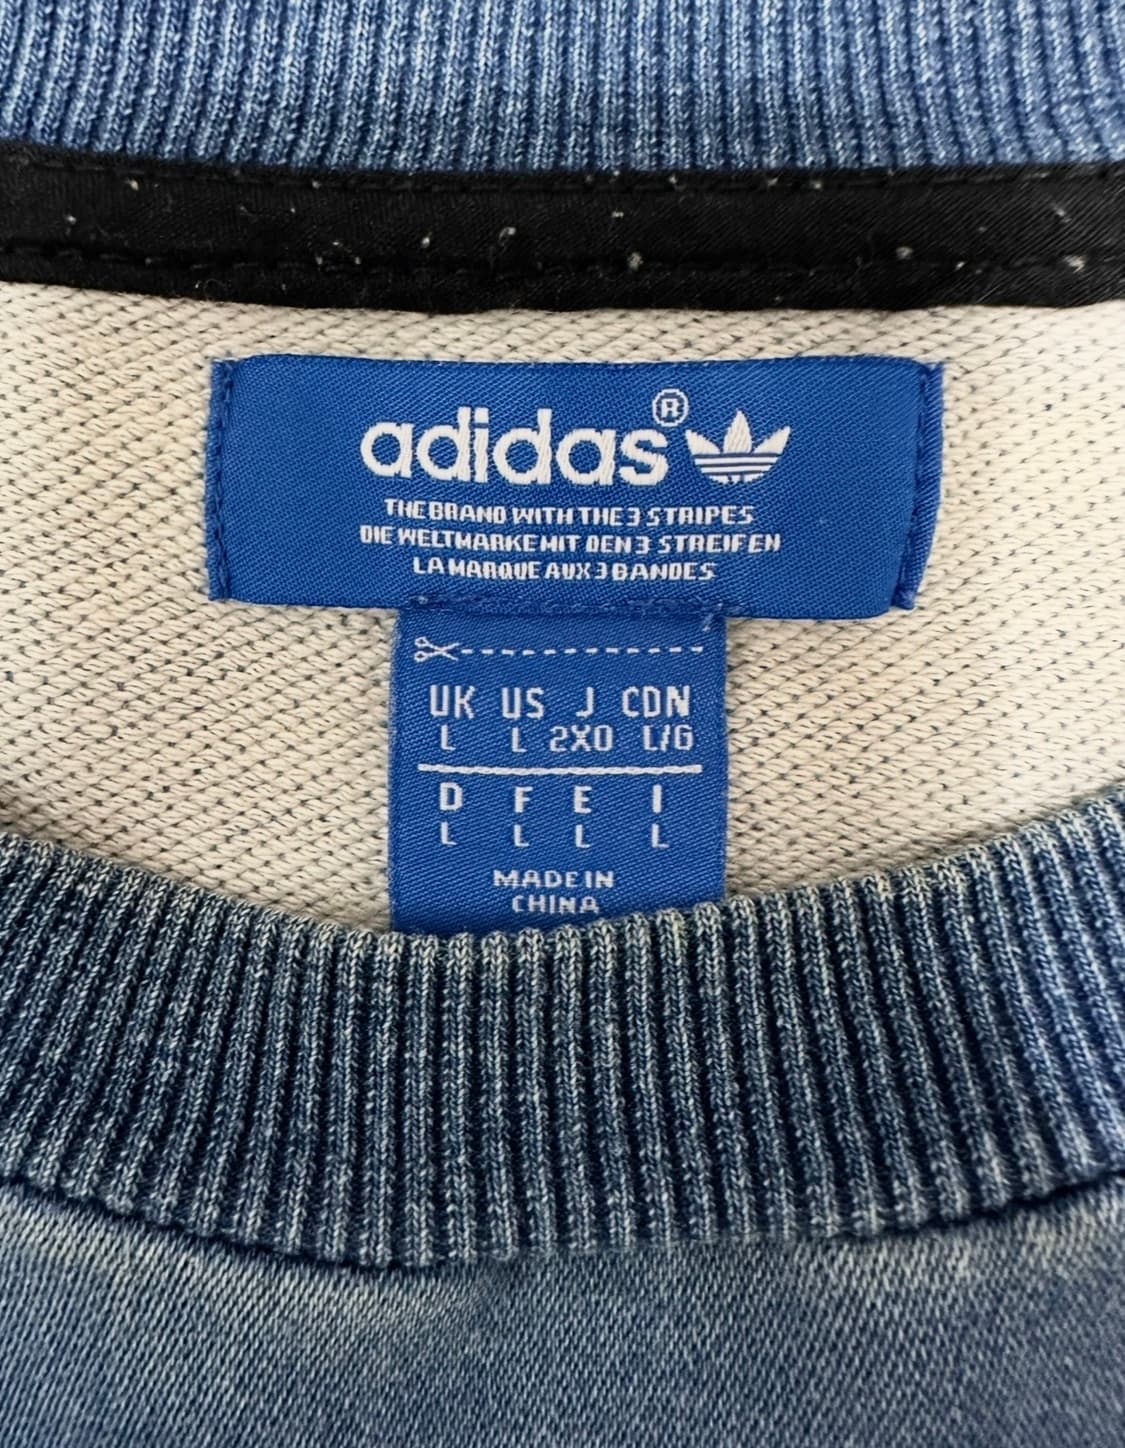 adidas®
THE BRAND WITH THE 3 STRIPES
DIE WELTMARKE MIT DEN 3 STREIFEN
LA MARQUE AUX 3 BANDES
UK US J CDN
L L 2XO L/G
D F E I
L L L L
MADE IN
CHINA